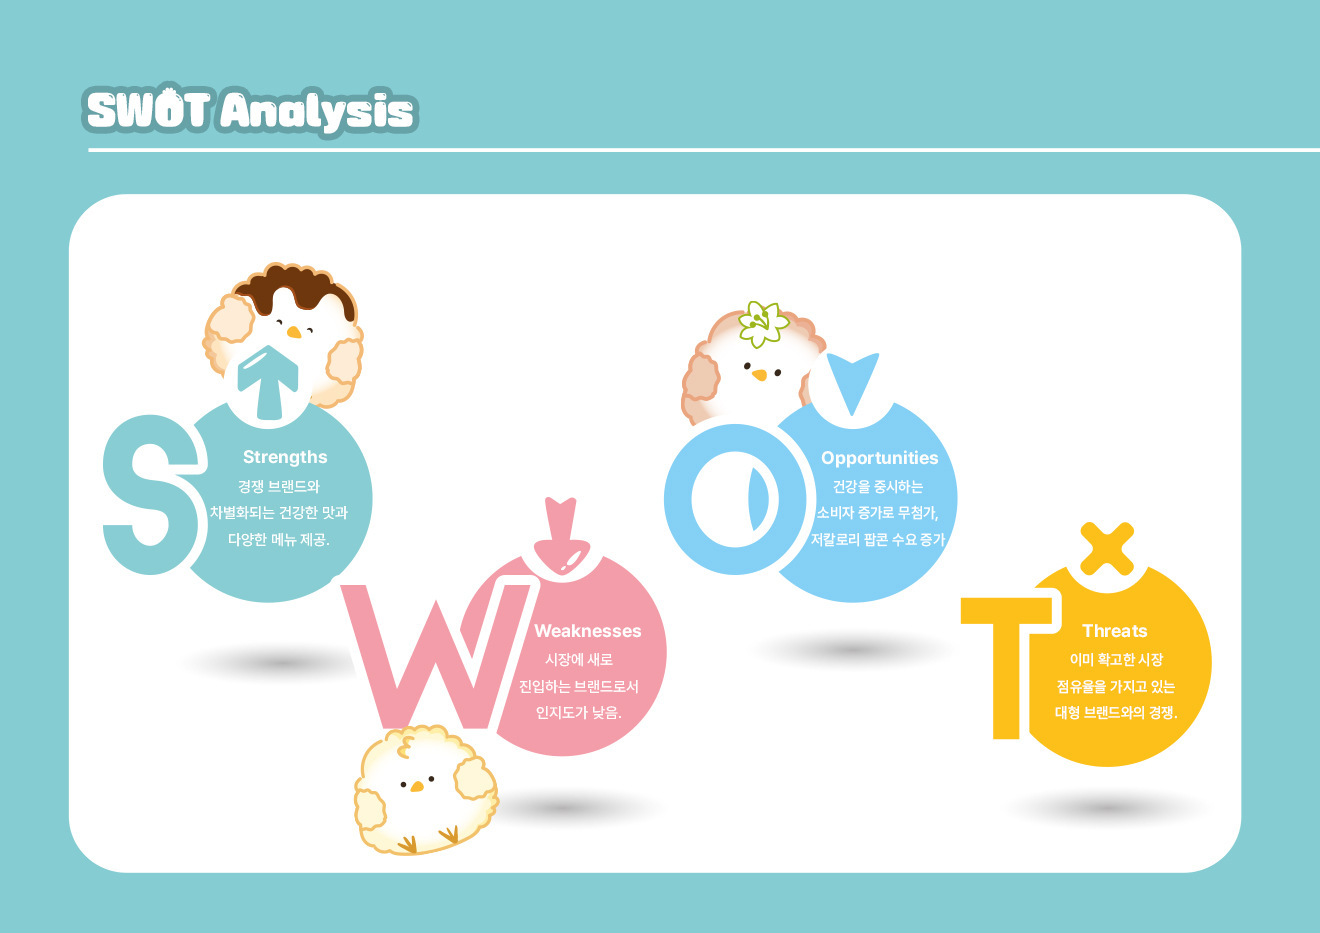 SWOT Analysis
S
Strengths
경쟁 브랜드와
차별화되는 건강한 맛과
다양한 메뉴 제공.
W
Weaknesses
시장에 새로
진입하는 브랜드로서
인지도가 낮음.
O
Opportunities
건강을 중시하는
소비자 증가로 무첨가,
저칼로리 팝콘 수요 증가
T
Threats
이미 확고한 시장
점유율을 가지고 있는
대형 브랜드와의 경쟁.